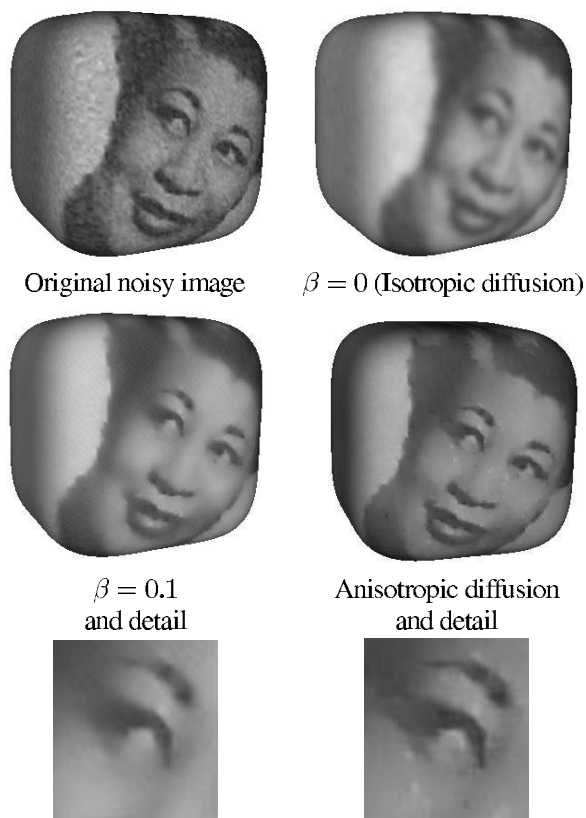 Original noisy image
β = 0 (Isotropic diffusion)
β = 0.1
and detail
Anisotropic diffusion
and detail